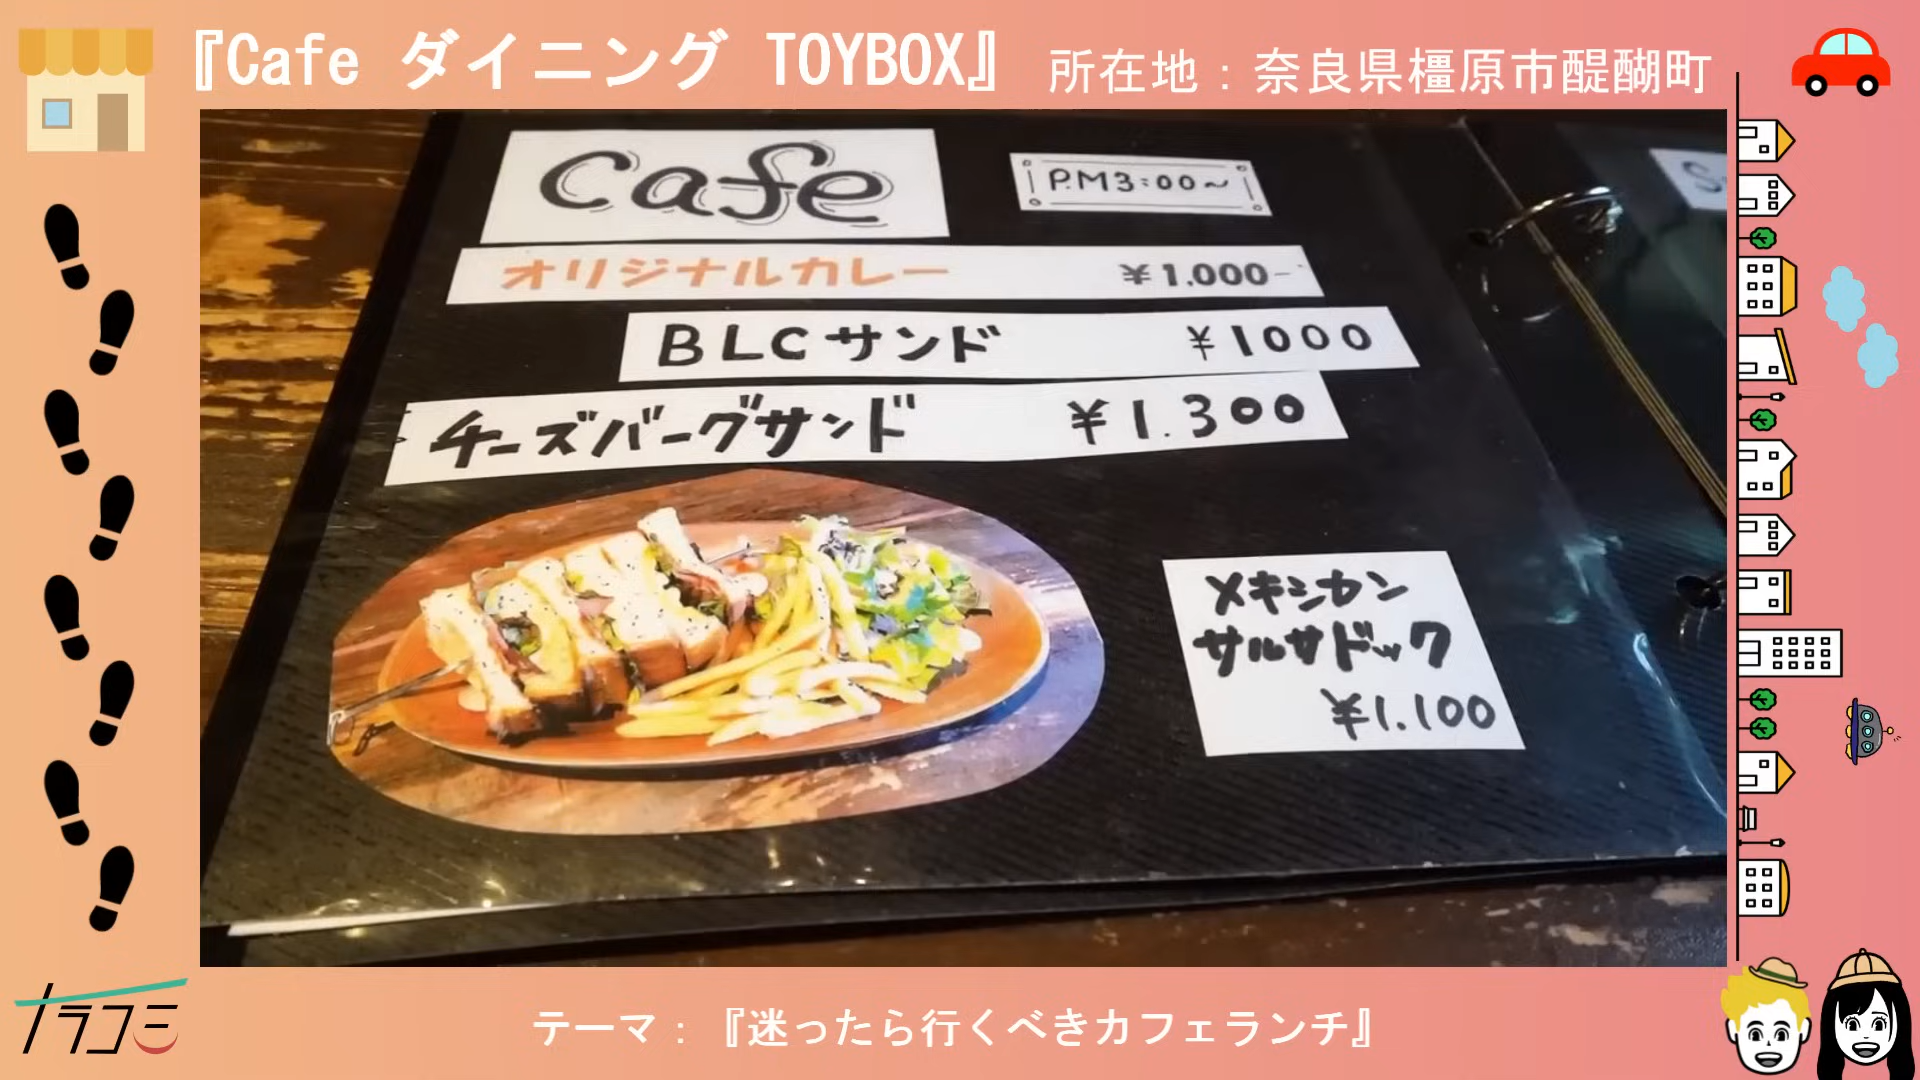 『Cafe ダイニング TOYBOX』 所在地：奈良県橿原市醍醐町
Cafe
P.M3:00~
オリジナルカレー ￥1.000-
BLCサンド ￥1000
チーズバーグサンド ￥1.300
メキシカン
サルサドック
￥1.100
ナラコミ
テーマ：『迷ったら行くべきカフェランチ』